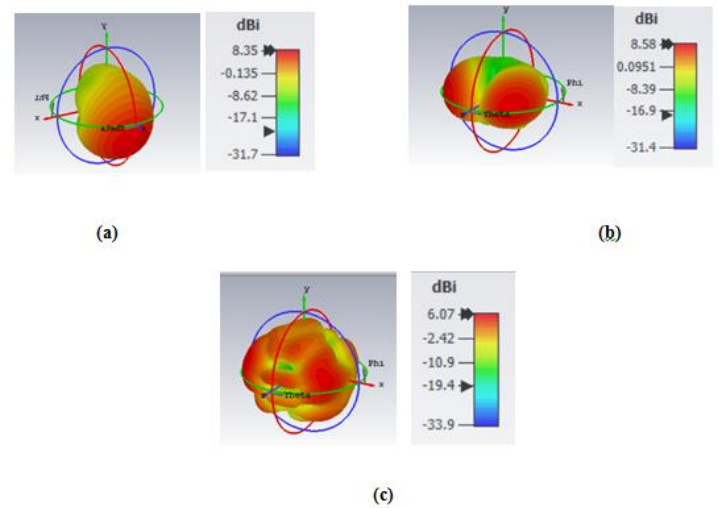 dBi
8.35
-0.135
-8.62
-17.1
-31.7
Y
x
(a)
dBi
8.58
0.0951
-8.39
-16.9
-31.4
y
Phi
x
Theta
(b)
dBi
6.07
-2.42
-10.9
-19.4
-33.9
y
Phi
x
z
Theta
(c)